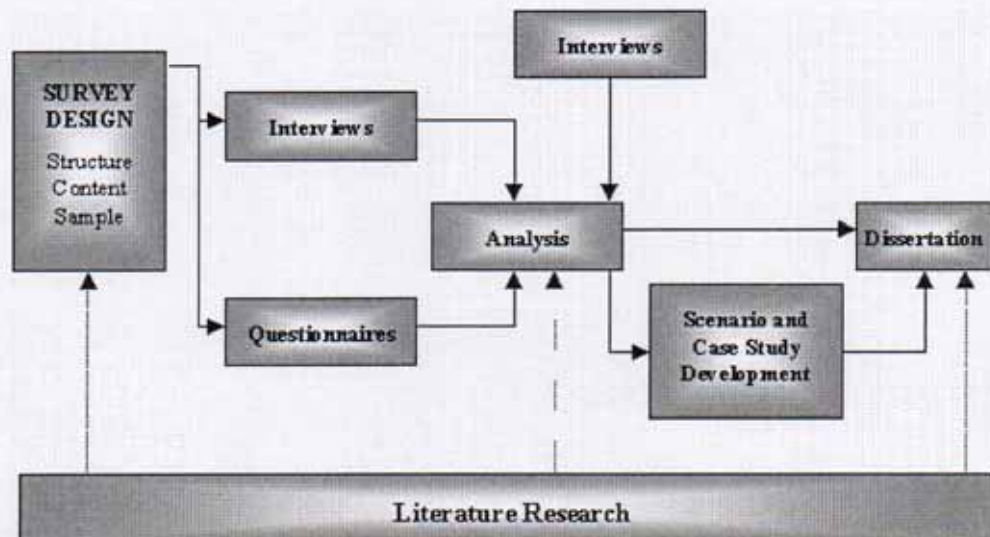 SURVEY
DESIGN
Structure
Content
Sample
Interviews
Questionnaires
Interviews
Analysis
Scenario and
Case Study
Development
Dissertation
Literature Research